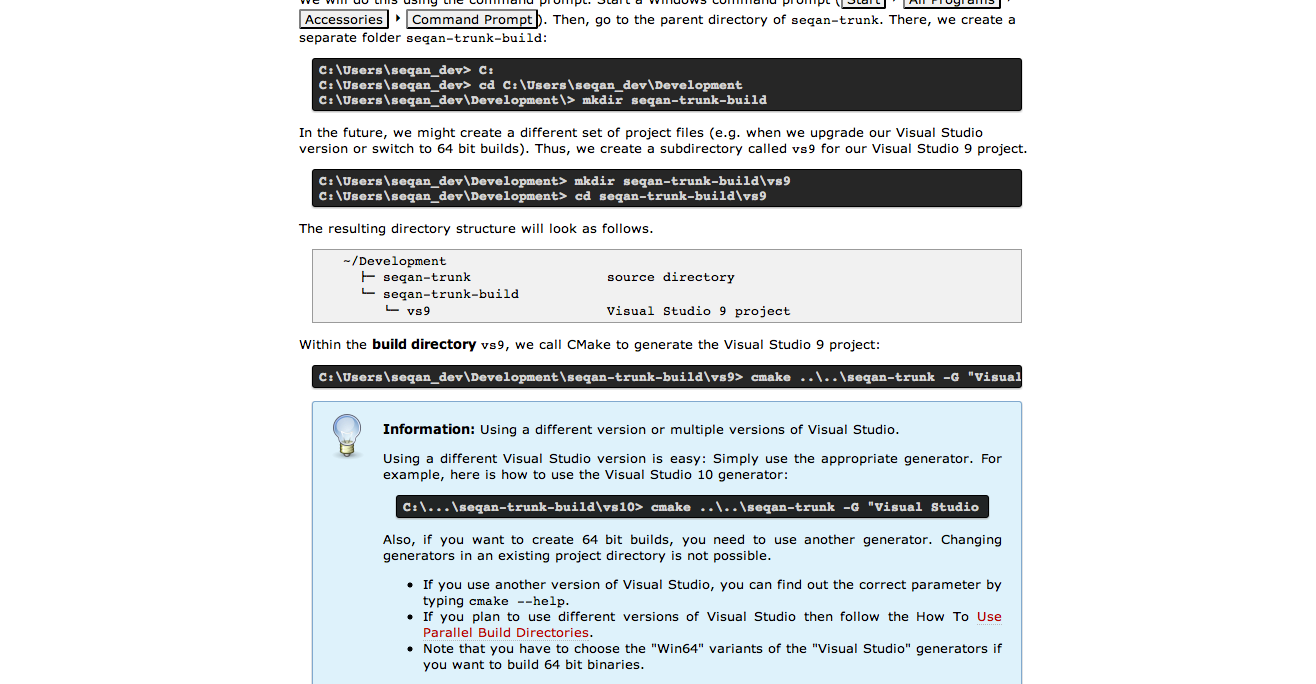 We will do this using the command prompt. Start a Windows command prompt (Start ‣ All Programs ‣
Accessories ‣ Command Prompt). Then, go to the parent directory of seqan-trunk. There, we create a
separate folder seqan-trunk-build:
C:\Users\seqan_dev> C:
C:\Users\seqan_dev> cd C:\Users\seqan_dev\Development
C:\Users\seqan_dev\Development\> mkdir seqan-trunk-build
In the future, we might create a different set of project files (e.g. when we upgrade our Visual Studio
version or switch to 64 bit builds). Thus, we create a subdirectory called vs9 for our Visual Studio 9 project.
C:\Users\seqan_dev\Development> mkdir seqan-trunk-build\vs9
C:\Users\seqan_dev\Development> cd seqan-trunk-build\vs9
The resulting directory structure will look as follows.
~/Development
├─ seqan-trunk source directory
└─ seqan-trunk-build
└─ vs9 Visual Studio 9 project
Within the build directory vs9, we call CMake to generate the Visual Studio 9 project:
C:\Users\seqan_dev\Development\seqan-trunk-build\vs9> cmake ..\..\seqan-trunk -G "Visual
Information: Using a different version or multiple versions of Visual Studio.
Using a different Visual Studio version is easy: Simply use the appropriate generator. For
example, here is how to use the Visual Studio 10 generator:
C:\...\seqan-trunk-build\vs10> cmake ..\..\seqan-trunk -G "Visual Studio
Also, if you want to create 64 bit builds, you need to use another generator. Changing
generators in an existing project directory is not possible.
• If you use another version of Visual Studio, you can find out the correct parameter by
typing cmake --help.
• If you plan to use different versions of Visual Studio then follow the How To Use
Parallel Build Directories.
• Note that you have to choose the "Win64" variants of the "Visual Studio" generators if
you want to build 64 bit binaries.